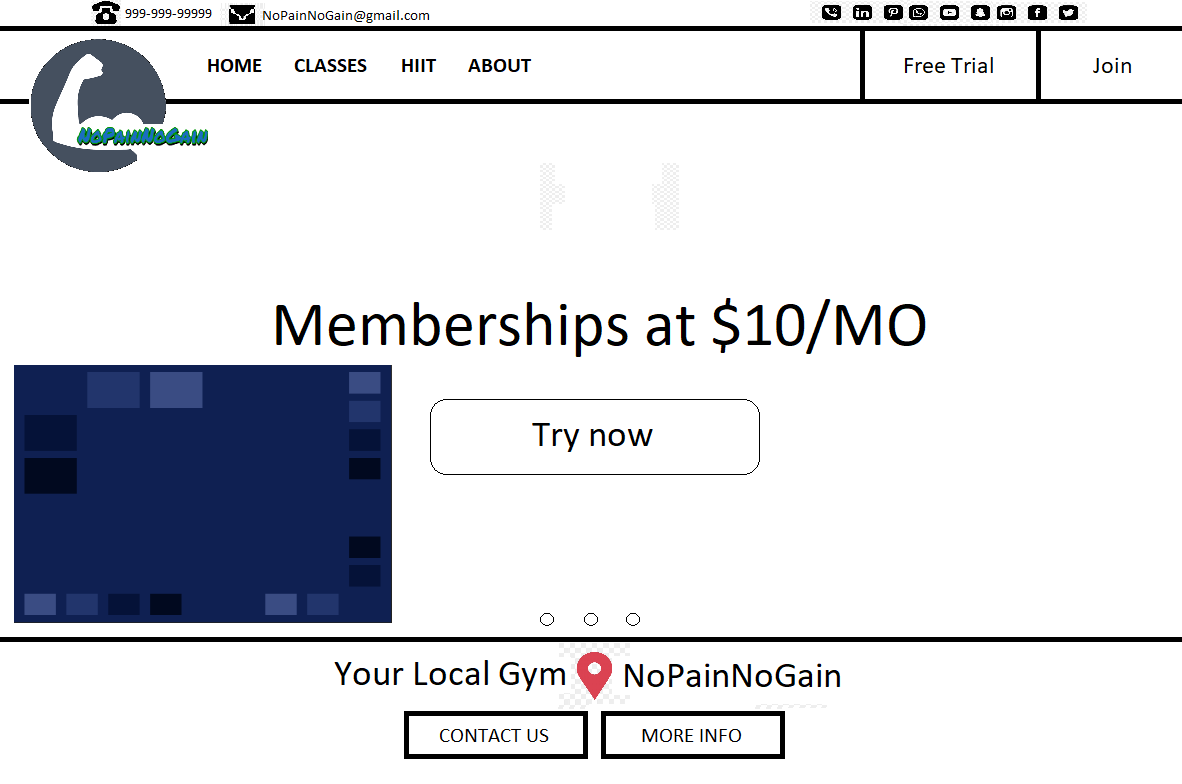 999-999-99999 NoPainNoGain@gmail.com
HOME CLASSES HIIT ABOUT Free Trial Join
NoPainNoGain
Memberships at $10/MO
Try now
Your Local Gym NoPainNoGain
CONTACT US MORE INFO